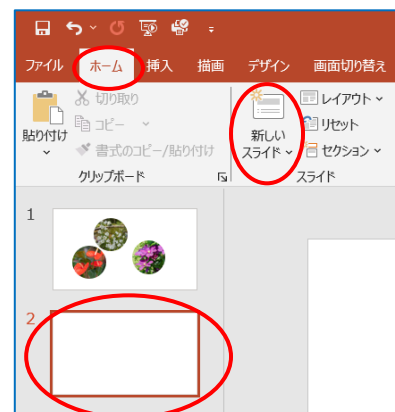 ファイル ホーム 挿入 描画 デザイン 画面切り替え
切り取り
コピー
書式のコピー/貼り付け
貼り付け
クリップボード
新しい
スライド
レイアウト
リセット
セクション
スライド
1
2